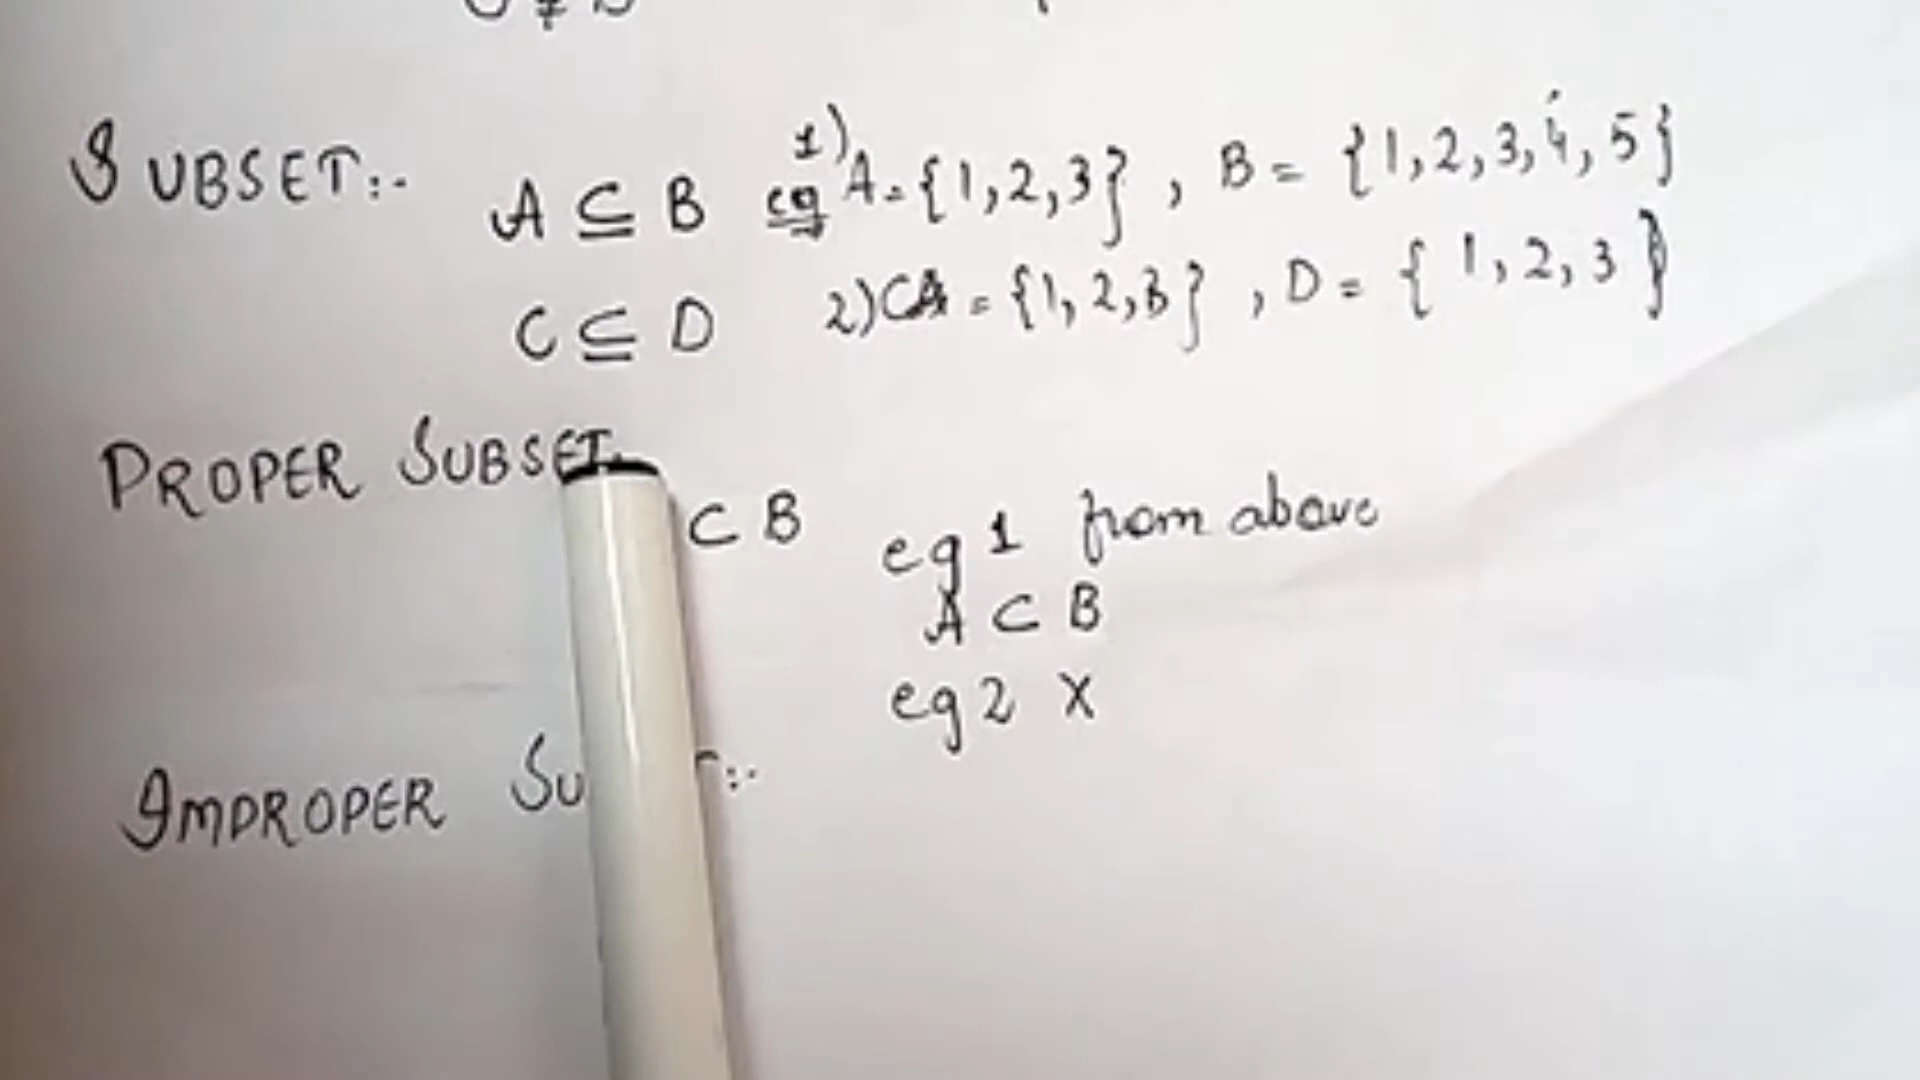 SUBSET:- A ⊆ B eg 1) A = {1,2,3} , B = {1,2,3,4,5}
C ⊆ D 2) C = {1,2,3} , D = {1,2,3}
PROPER SUBSET
⊂ B eg 1 from above
A ⊂ B
eg 2 X
IMPROPER